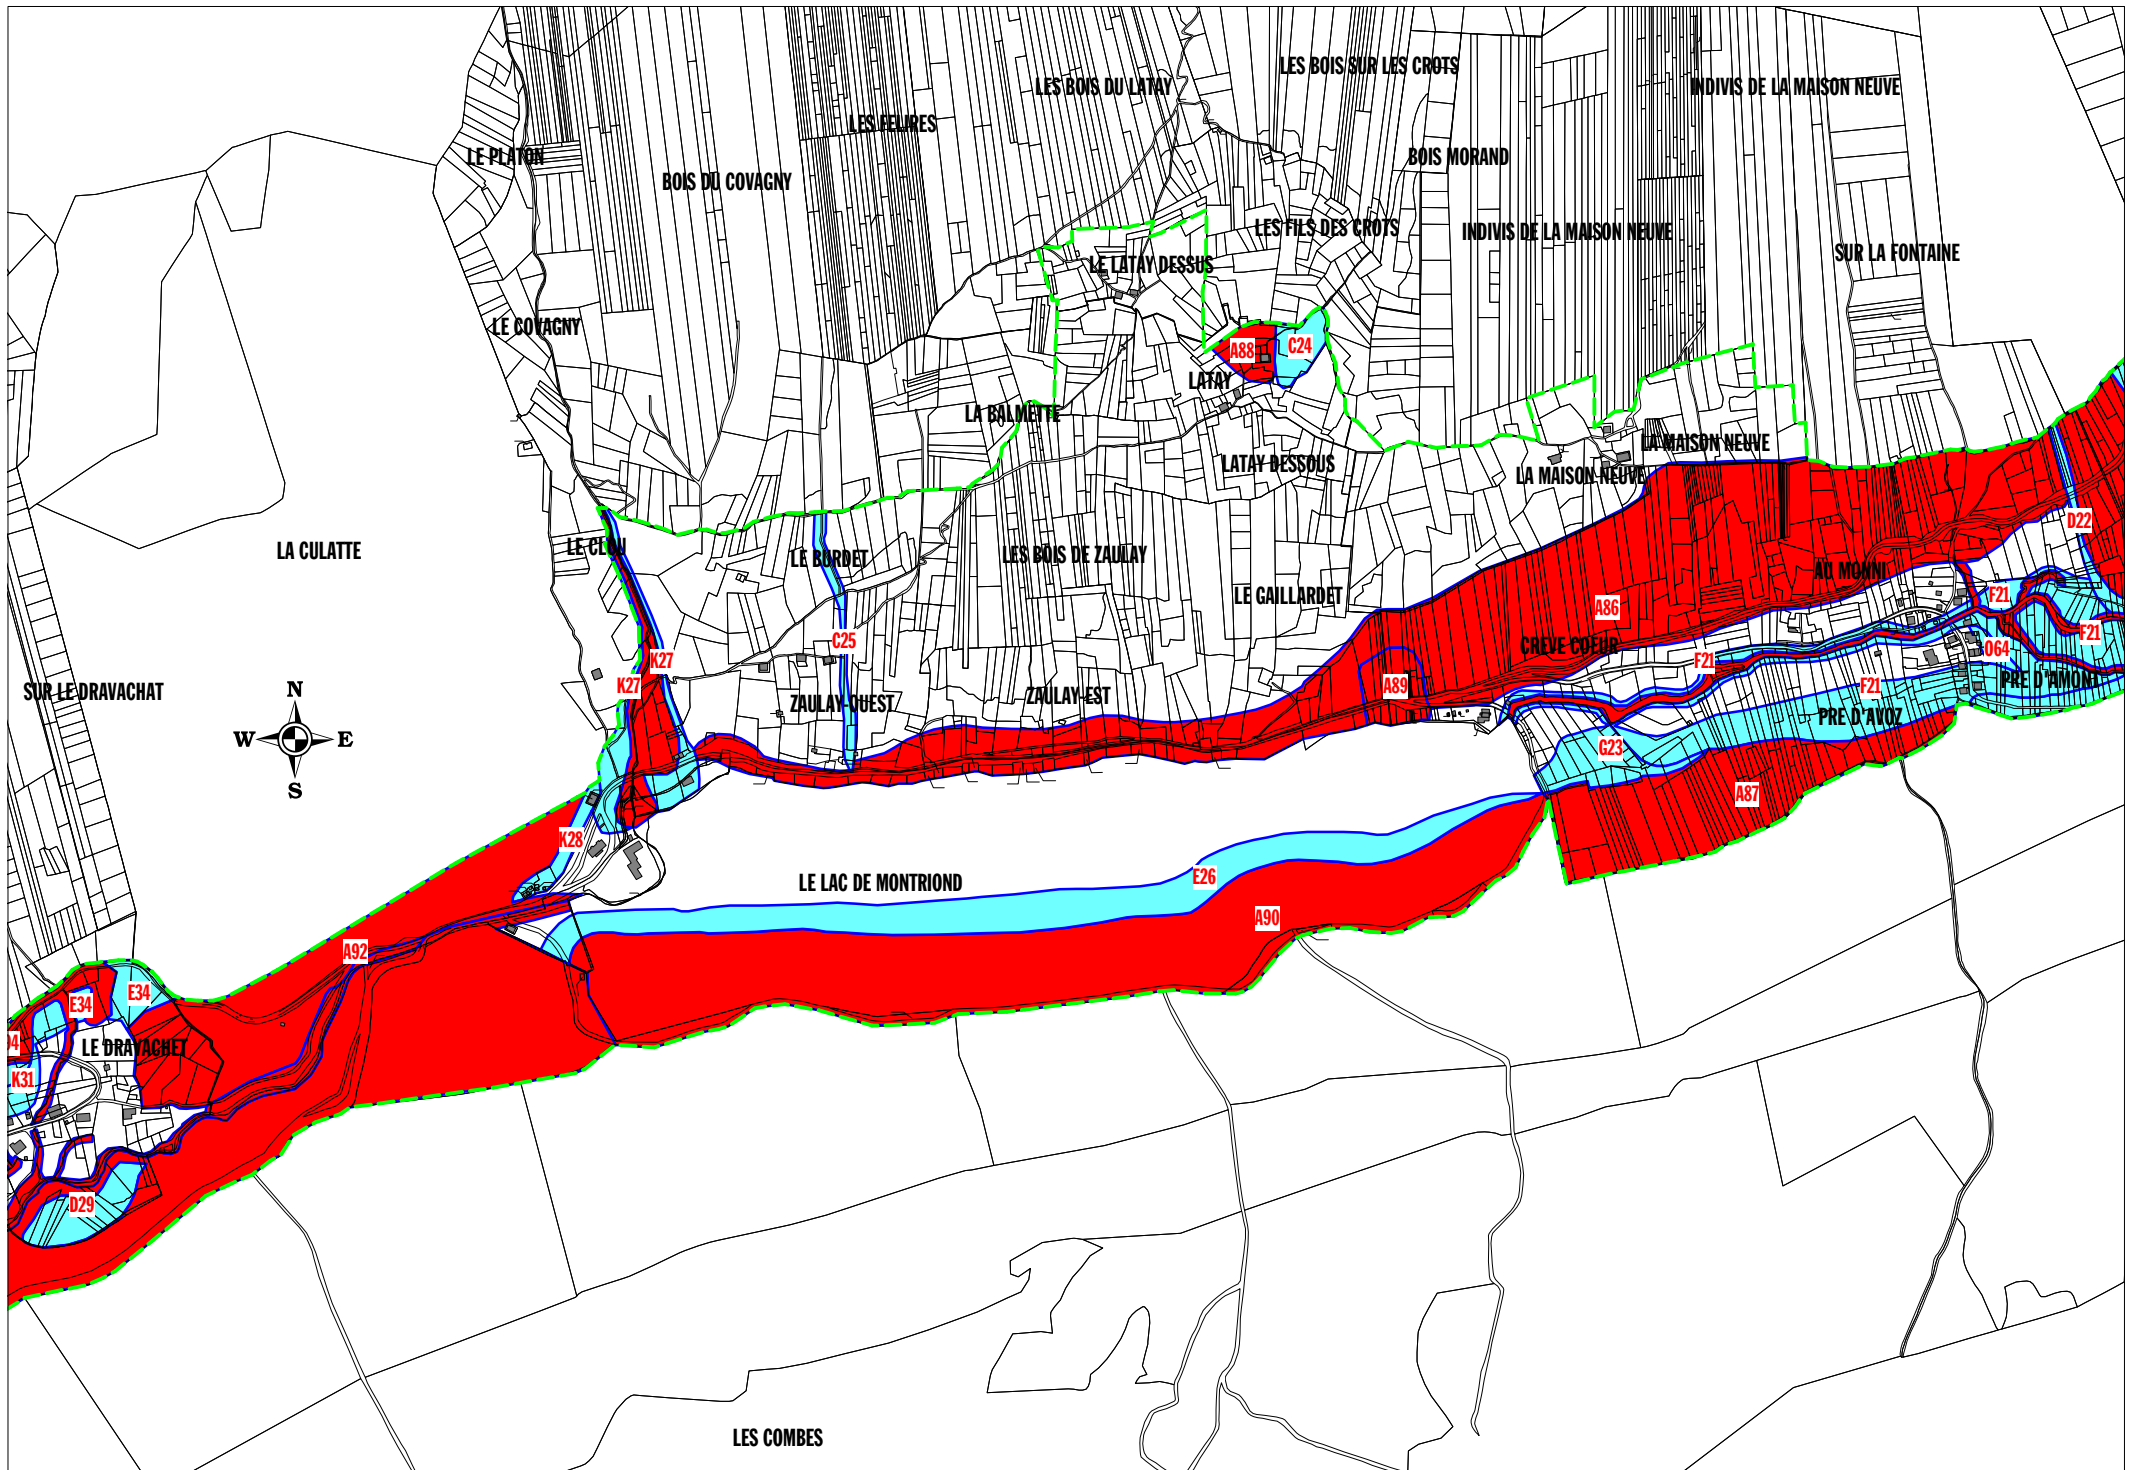 LES BOIS SUR LES CROTS
LES BOIS DU LATAY
INDIVIS DE LA MAISON NEUVE
LES FELIRES
LE PLATON
BOIS MORAND
BOIS DU COVAGNY
LES FILS DES CROTS
INDIVIS DE LA MAISON NEUVE
SUR LA FONTAINE
LE LATAY DESSUS
LE COVAGNY
A88
C24
LATAY
LA BALMETTE
LA MAISON NEUVE
LATAY DESSOUS
LA MAISON NEUVE
D22
LA CULATTE
LE CLOU
LE BURDET
LES BOIS DE ZAULAY
AU MONNI
LE GAILLARDET
F21
A86
F21
C25
CREVE COEUR
O64
K27
F21
K27
A89
F21
PRE D'AMONT
SUR LE DRAVACHAT
N
ZAULAY-EST
ZAULAY-OUEST
PRE D'AVOZ
W
E
G23
S
A87
K28
E26
LE LAC DE MONTRIOND
A90
A92
E34
E34
94
LE DRAVACHET
K31
D29
LES COMBES